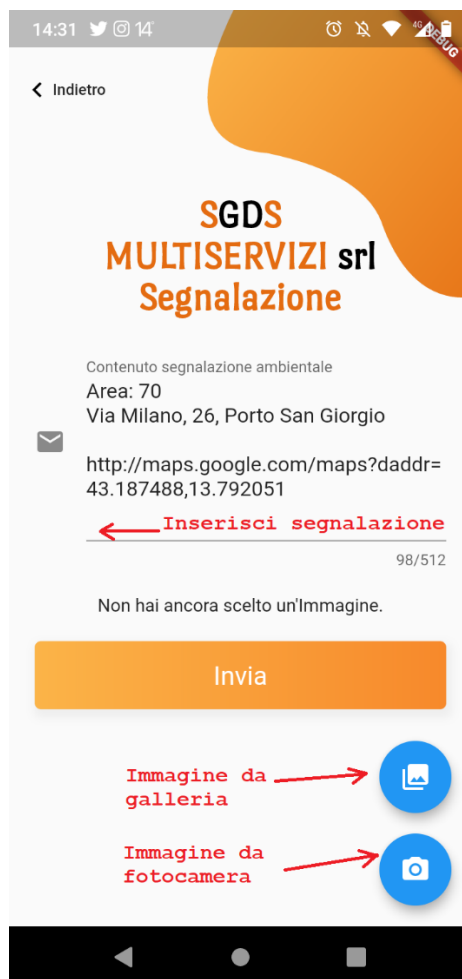 14:31 14°
4G
DEBUG
Indietro
SGDS
MULTISERVIZI srl
Segnalazione
Contenuto segnalazione ambientale
Area: 70
Via Milano, 26, Porto San Giorgio
http://maps.google.com/maps?daddr=
43.187488,13.792051
Inserisci segnalazione
98/512
Non hai ancora scelto un'Immagine.
Invia
Immagine da
galleria
Immagine da
fotocamera